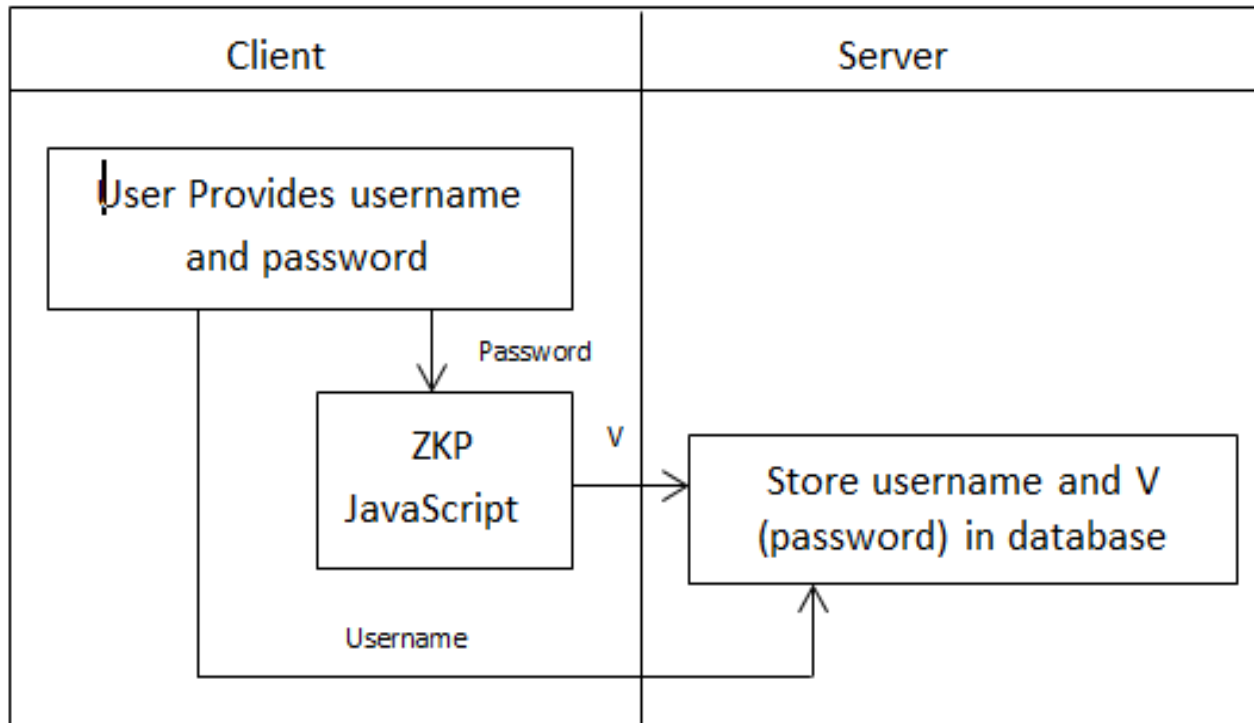 Client
Server
User Provides username
and password
Password
ZKP
JavaScript
V
Store username and V
(password) in database
Username